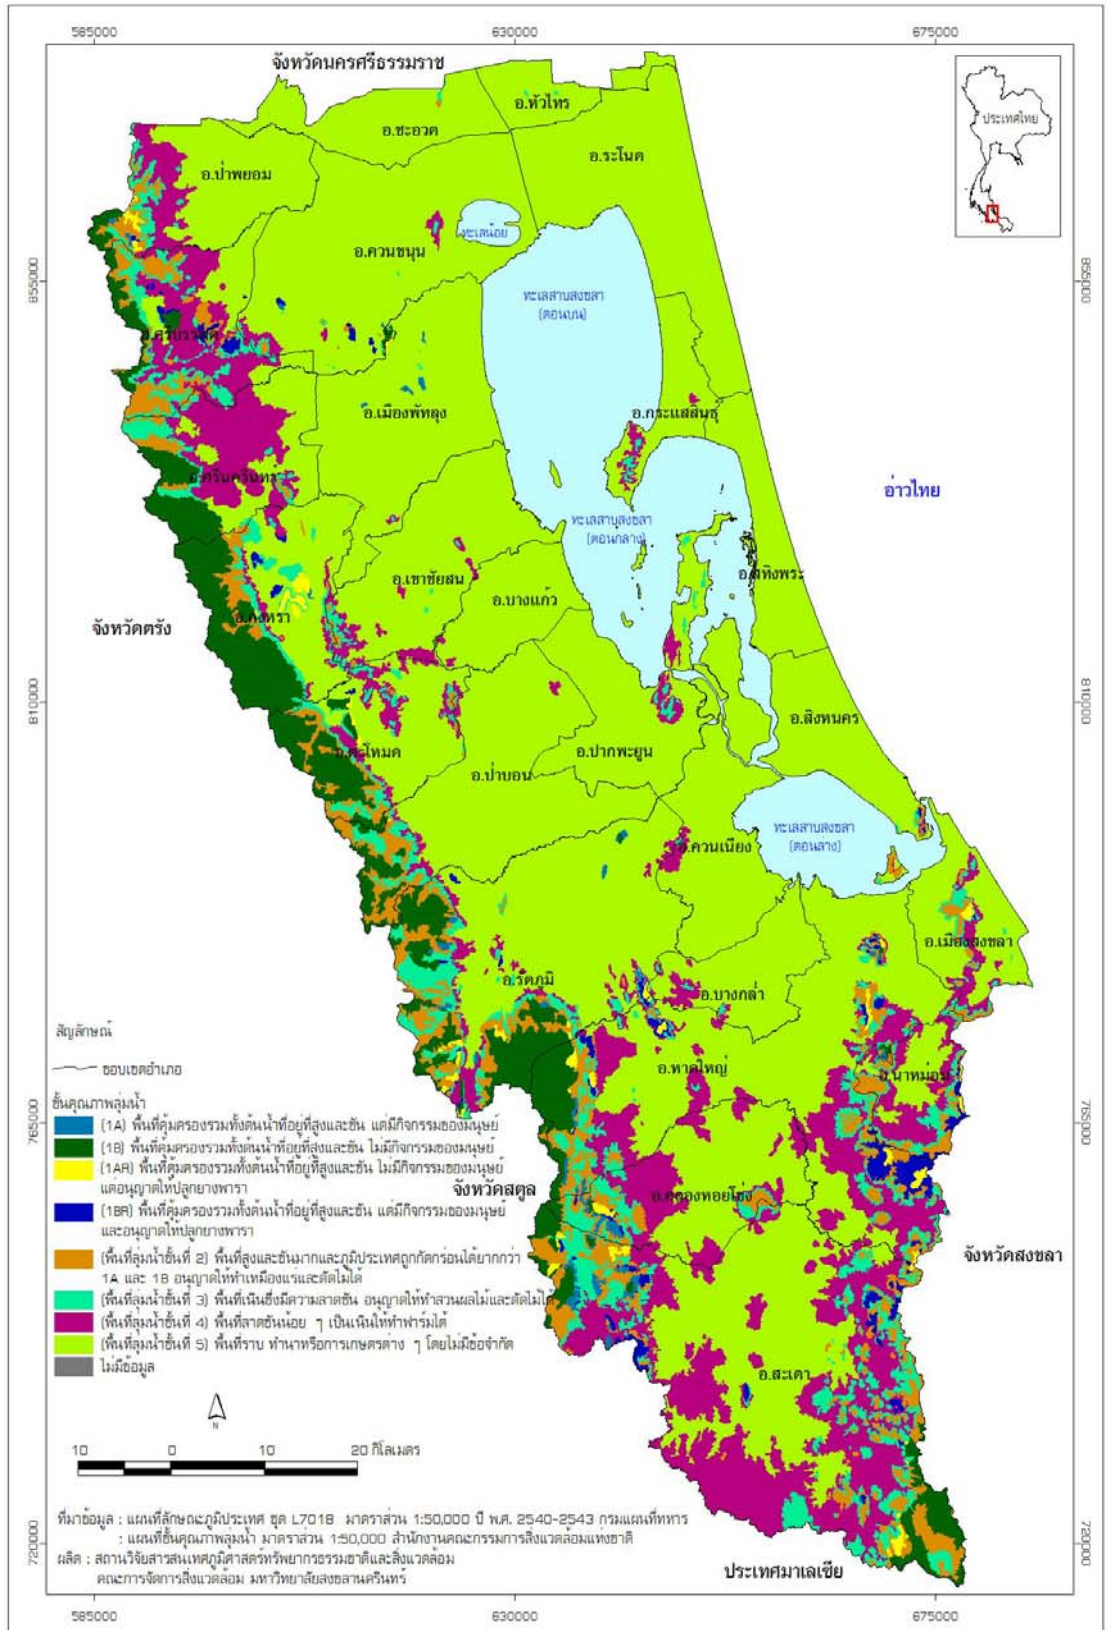 585000 630000 675000
จังหวัดนครศรีธรรมราช
อ.หัวไทร
ประเทศไทย
อ.ชะอวด
อ.ระโนด
อ.ป่าพยอม
ทะเลน้อย
อ.ควนขนุน
855000 855000
ทะเลสาบสงขลา
(ตอนบน)
อ.ศรีบรรพต
อ.เมืองพัทลุง
อ.กระแสสินธุ์
อ.ศรีนครินทร์
อ่าวไทย
ทะเลสาบสงขลา
(ตอนกลาง)
อ.เขาชัยสน
อ.สทิงพระ
อ.บางแก้ว
อ.กงหรา
จังหวัดตรัง
810000 810000
อ.สิงหนคร
อ.ตะโหมด
อ.ปากพะยูน
อ.ป่าบอน
ทะเลสาบสงขลา
(ตอนล่าง)
อ.ควนเนียง
อ.เมืองสงขลา
อ.รัตภูมิ
อ.บางกล่ำ
สัญลักษณ์
ขอบเขตอำเภอ
อ.หาดใหญ่
อ.นาหม่อม
ชั้นคุณภาพลุ่มน้ำ
765000 765000
(1A) พื้นที่คุ้มครองรวมทั้งต้นน้ำที่อยู่ที่สูงและชัน แต่มีกิจกรรมของมนุษย์
(1B) พื้นที่คุ้มครองรวมทั้งต้นน้ำที่อยู่ที่สูงและชัน ไม่มีกิจกรรมของมนุษย์
(1AR) พื้นที่คุ้มครองรวมทั้งต้นน้ำที่อยู่ที่สูงและชัน ไม่มีกิจกรรมของมนุษย์
แต่อนุญาตให้ปลูกยางพารา
จังหวัดสตูล
อ.คลองหอยโข่ง
(1BR) พื้นที่คุ้มครองรวมทั้งต้นน้ำที่อยู่ที่สูงและชัน แต่มีกิจกรรมของมนุษย์
และอนุญาตให้ปลูกยางพารา
จังหวัดสงขลา
(พื้นที่ลุ่มน้ำชั้นที่ 2) พื้นที่สูงและชันมากและภูมิประเทศถูกกัดกร่อนได้ยากกว่า
1A และ 1B อนุญาตให้ทำเหมืองแร่และตัดไม้ได้
(พื้นที่ลุ่มน้ำชั้นที่ 3) พื้นที่เนินซึ่งมีความลาดชัน อนุญาตให้ทำสวนผลไม้และตัดไม้ได้
(พื้นที่ลุ่มน้ำชั้นที่ 4) พื้นที่ลาดชันน้อย ๆ เป็นเนินให้ทำฟาร์มได้
(พื้นที่ลุ่มน้ำชั้นที่ 5) พื้นที่ราบ ทำนาหรือการเกษตรต่าง ๆ โดยไม่มีข้อจำกัด
ไม่มีข้อมูล
อ.สะเดา
N
10 0 10 20 กิโลเมตร
ที่มาข้อมูล : แผนที่ลักษณะภูมิประเทศ ชุด L7018 มาตราส่วน 1:50,000 ปี พ.ศ. 2540-2543 กรมแผนที่ทหาร
: แผนที่ชั้นคุณภาพลุ่มน้ำ มาตราส่วน 1:50,000 สำนักงานคณะกรรมการสิ่งแวดล้อมแห่งชาติ
720000 720000
ผลิต : สถานวิจัยสารสนเทศภูมิศาสตร์ทรัพยากรธรรมชาติและสิ่งแวดล้อม
คณะการจัดการสิ่งแวดล้อม มหาวิทยาลัยสงขลานครินทร์
ประเทศมาเลเซีย
585000 630000 675000